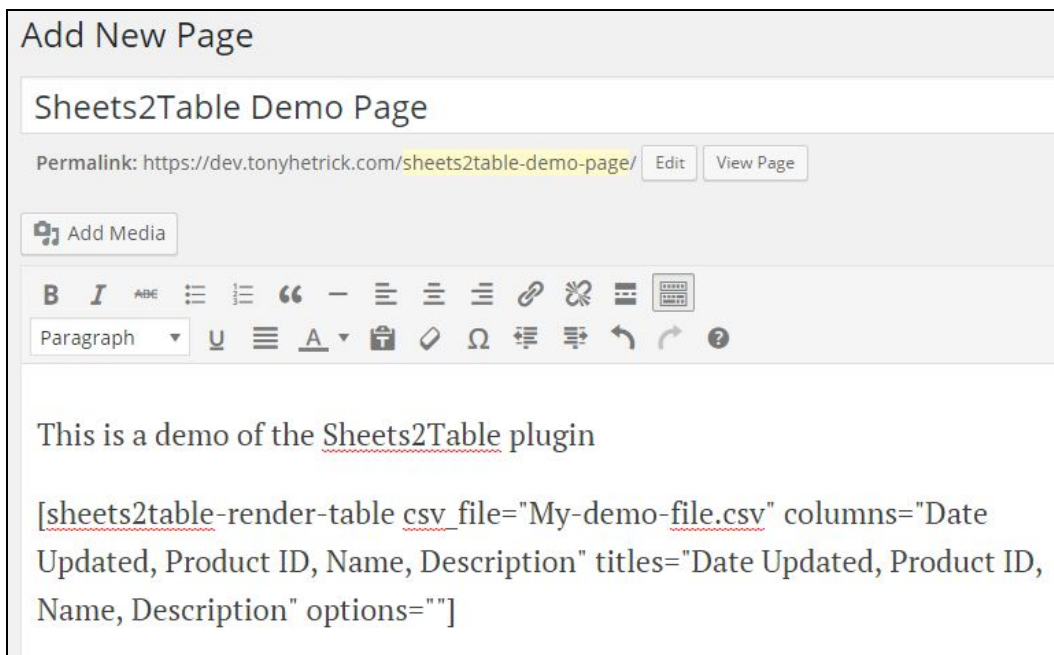 Add New Page
Sheets2Table Demo Page
Permalink: https://dev.tonyhetrick.com/sheets2table-demo-page/ Edit View Page
Add Media
B I ABE U A Ω
Paragraph
This is a demo of the Sheets2Table plugin
[sheets2table-render-table csv_file="My-demo-file.csv" columns="Date
Updated, Product ID, Name, Description" titles="Date Updated, Product ID,
Name, Description" options=""]